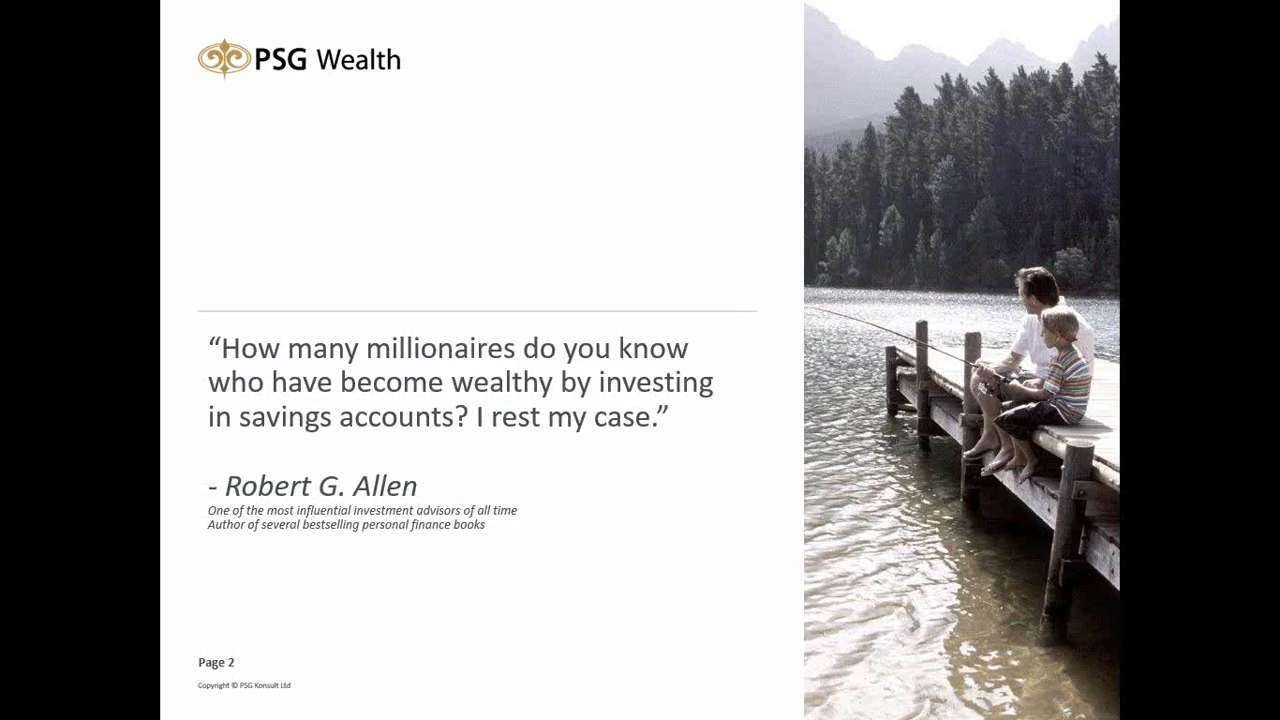 PSG Wealth
“How many millionaires do you know
who have become wealthy by investing
in savings accounts? I rest my case.”
- Robert G. Allen
One of the most influential investment advisors of all time
Author of several bestselling personal finance books
Page 2
Copyright © PSG Konsult Ltd